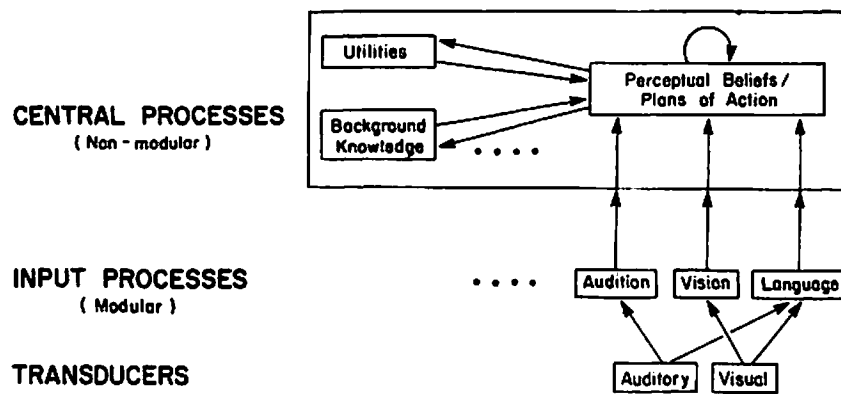 Utilities
Perceptual Beliefs/
Plans of Action
CENTRAL PROCESSES
( Non-modular )
Background
Knowledge
INPUT PROCESSES
( Modular )
Audition
Vision
Language
TRANSDUCERS
Auditory
Visual